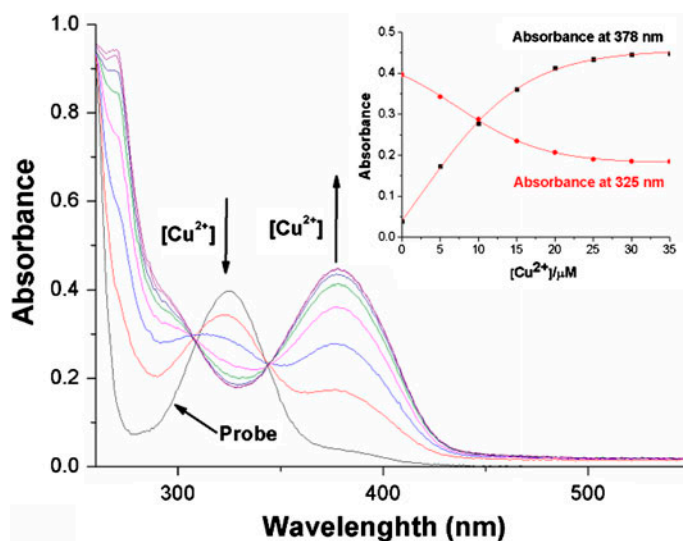 1.0
0.8
0.6
0.4
0.2
0.0
Absorbance
300
400
500
Wavelenghth (nm)
[Cu²⁺]
[Cu²⁺]
Probe
0.5
0.4
0.3
0.2
0.1
0.0
Absorbance
Absorbance at 378 nm
Absorbance at 325 nm
0 5 10 15 20 25 30 35
[Cu²⁺]/μM